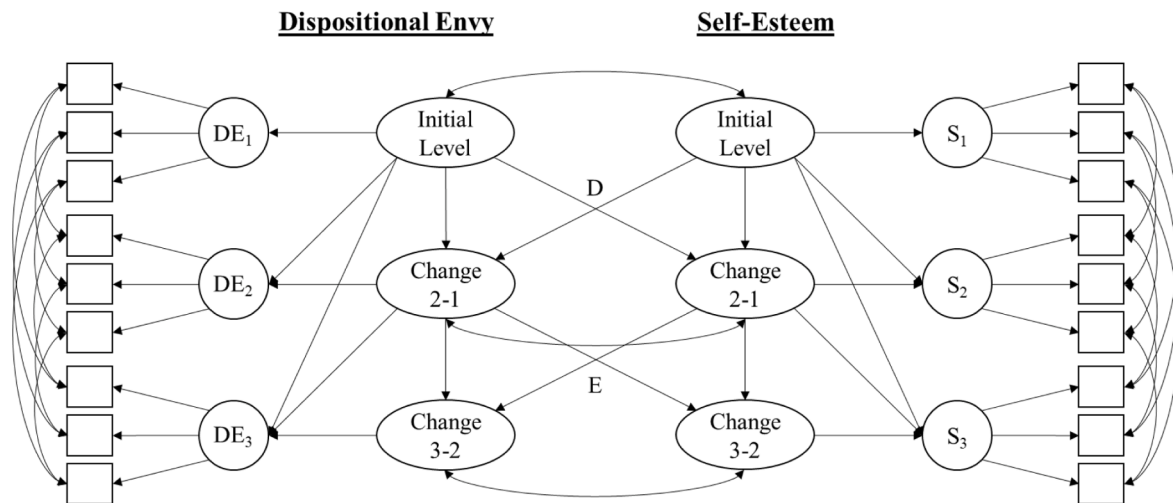 Dispositional Envy
Self-Esteem
DE₁
Initial
Level
Initial
Level
S₁
D
DE₂
Change
2-1
Change
2-1
S₂
E
DE₃
Change
3-2
Change
3-2
S₃